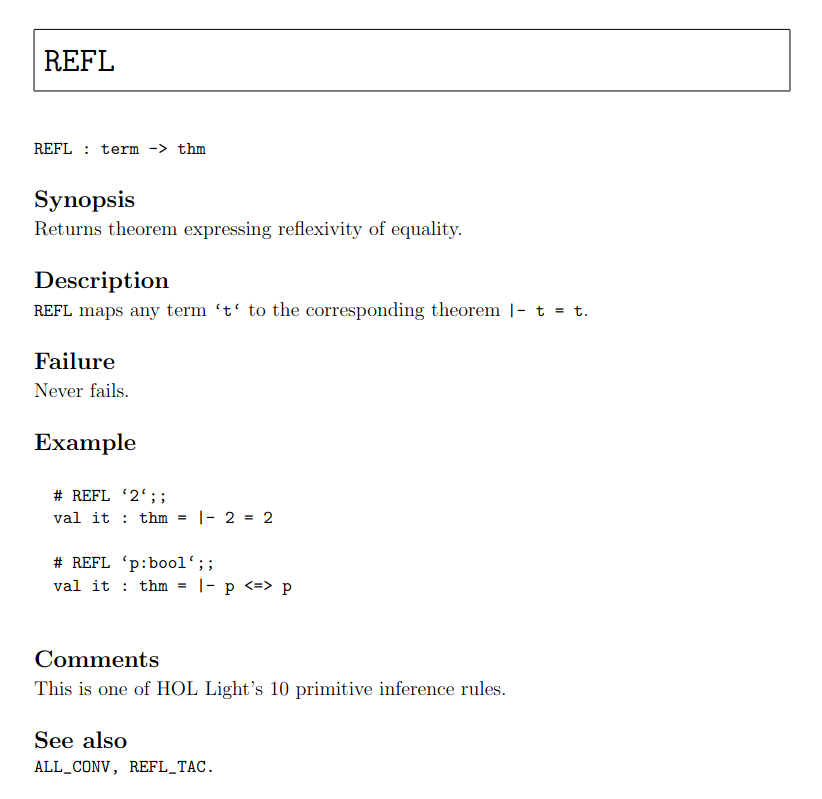 REFL
REFL : term -> thm
Synopsis
Returns theorem expressing reflexivity of equality.
Description
REFL maps any term ‘t‘ to the corresponding theorem |- t = t.
Failure
Never fails.
Example
# REFL ‘2‘;;
val it : thm = |- 2 = 2
# REFL ‘p:bool‘;;
val it : thm = |- p <=> p
Comments
This is one of HOL Light’s 10 primitive inference rules.
See also
ALL_CONV, REFL_TAC.